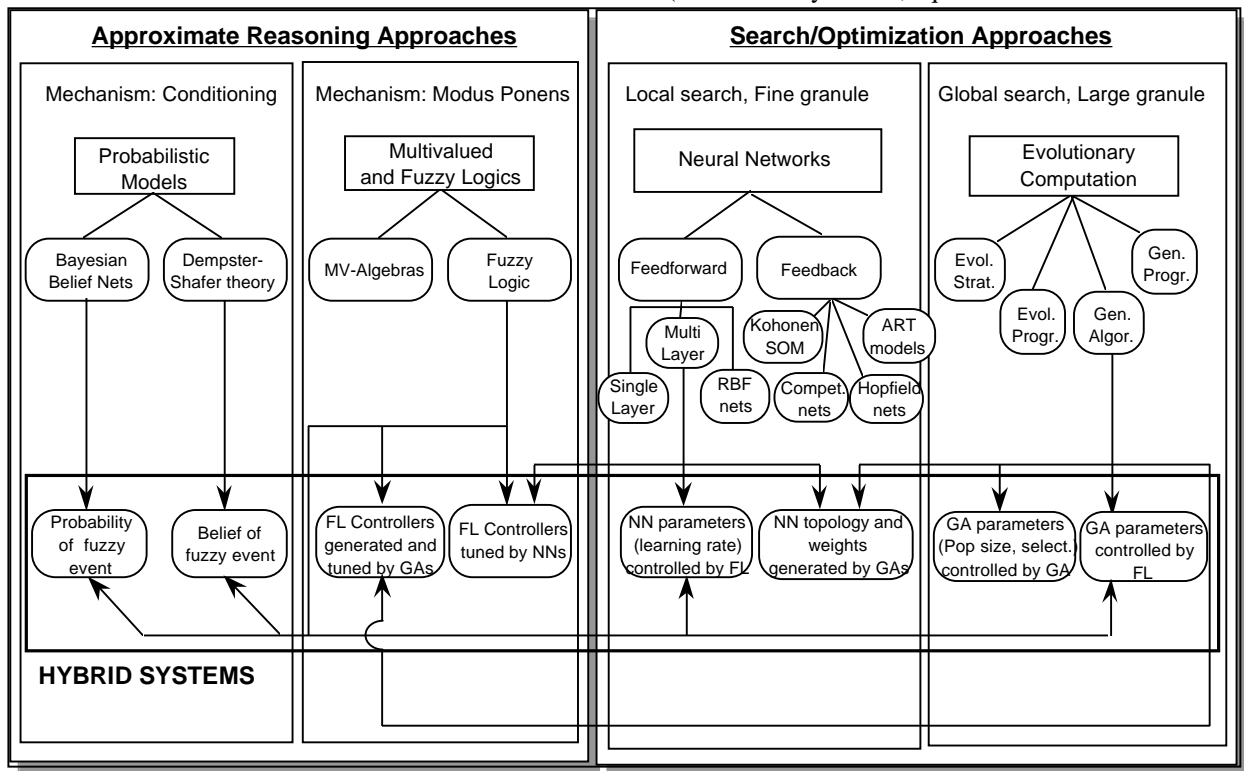 Approximate Reasoning Approaches
Mechanism: Conditioning
Probabilistic
Models
Bayesian
Belief Nets
Dempster-
Shafer theory
Mechanism: Modus Ponens
Multivalued
and Fuzzy Logics
MV-Algebras
Fuzzy
Logic
Search/Optimization Approaches
Local search, Fine granule
Neural Networks
Feedforward
Feedback
Single
Layer
Multi
Layer
RBF
nets
Kohonen
SOM
Compet.
nets
Hopfield
nets
ART
models
Global search, Large granule
Evolutionary
Computation
Evol.
Strat.
Evol.
Progr.
Gen.
Algor.
Gen.
Progr.
Probability
of fuzzy
event
Belief of
fuzzy event
FL Controllers
generated and
tuned by GAs
FL Controllers
tuned by NNs
NN parameters
(learning rate)
controlled by FL
NN topology and
weights
generated by GAs
GA parameters
(Pop size, select.)
controlled by GA
GA parameters
controlled by
FL
HYBRID SYSTEMS